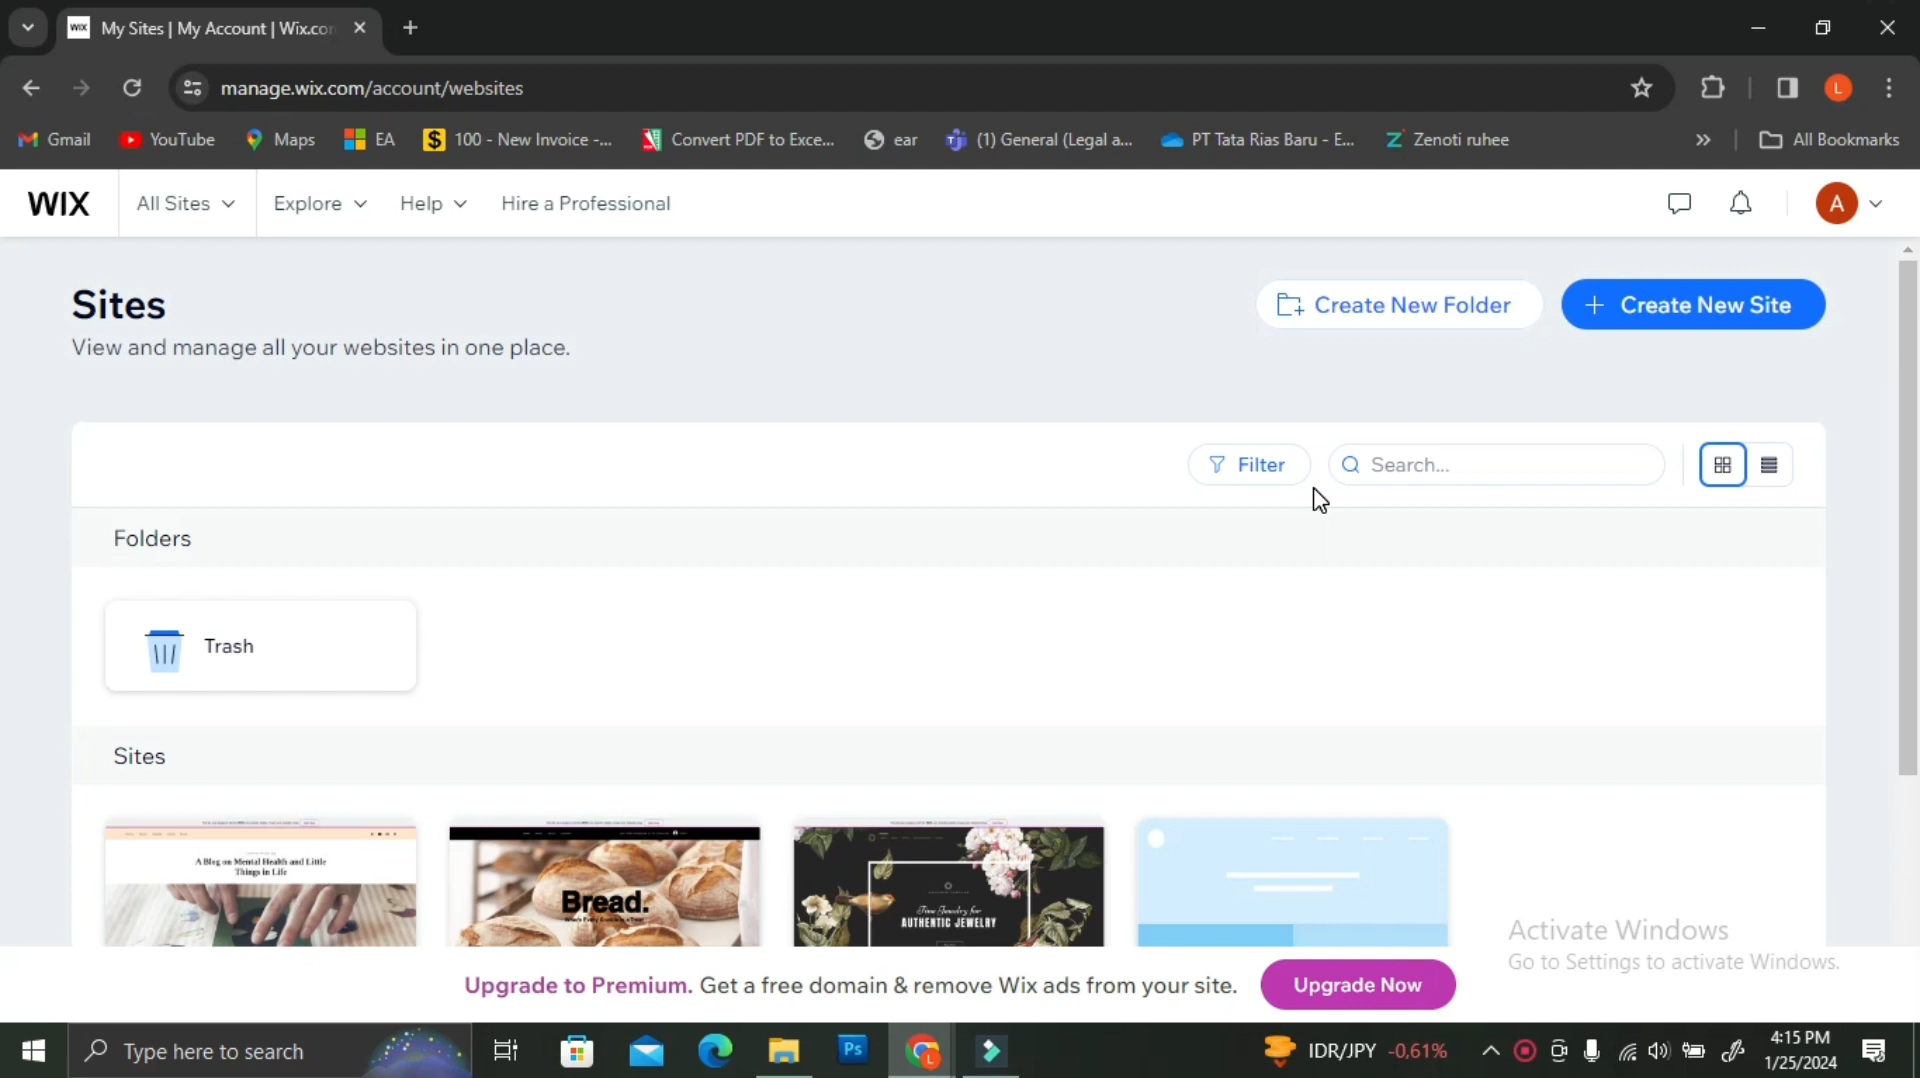 WIX My Sites | My Account | Wix.co
manage.wix.com/account/websites
L
Gmail YouTube Maps EA 100 - New Invoice -... Convert PDF to Exce... ear (1) General (Legal a... PT Tata Rias Baru - E... Zenoti ruhee » All Bookmarks
WIX All Sites Explore Help Hire a Professional A
Sites Create New Folder + Create New Site
View and manage all your websites in one place.
Filter Search...
Folders
Trash
Sites
A Blog on Mental Health and Little
Things in Life
Bread.
Fine Jewelry for
AUTHENTIC JEWELRY
Activate Windows
Go to Settings to activate Windows.
Upgrade to Premium. Get a free domain & remove Wix ads from your site. Upgrade Now
Type here to search Ps L IDR/JPY -0,61% 4:15 PM
1/25/2024